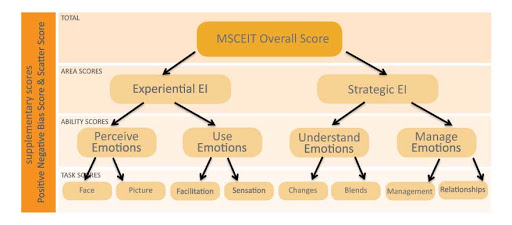 TOTAL
MSCEIT Overall Score
AREA SCORES
Experiential EI
Strategic EI
ABILITY SCORES
Perceive
Emotions
Use
Emotions
Understand
Emotions
Manage
Emotions
TASK SCORES
Face
Picture
Facilitation
Sensation
Changes
Blends
Management
Relationships
supplementary scores
Positive Negative Bias Score & Scatter Score